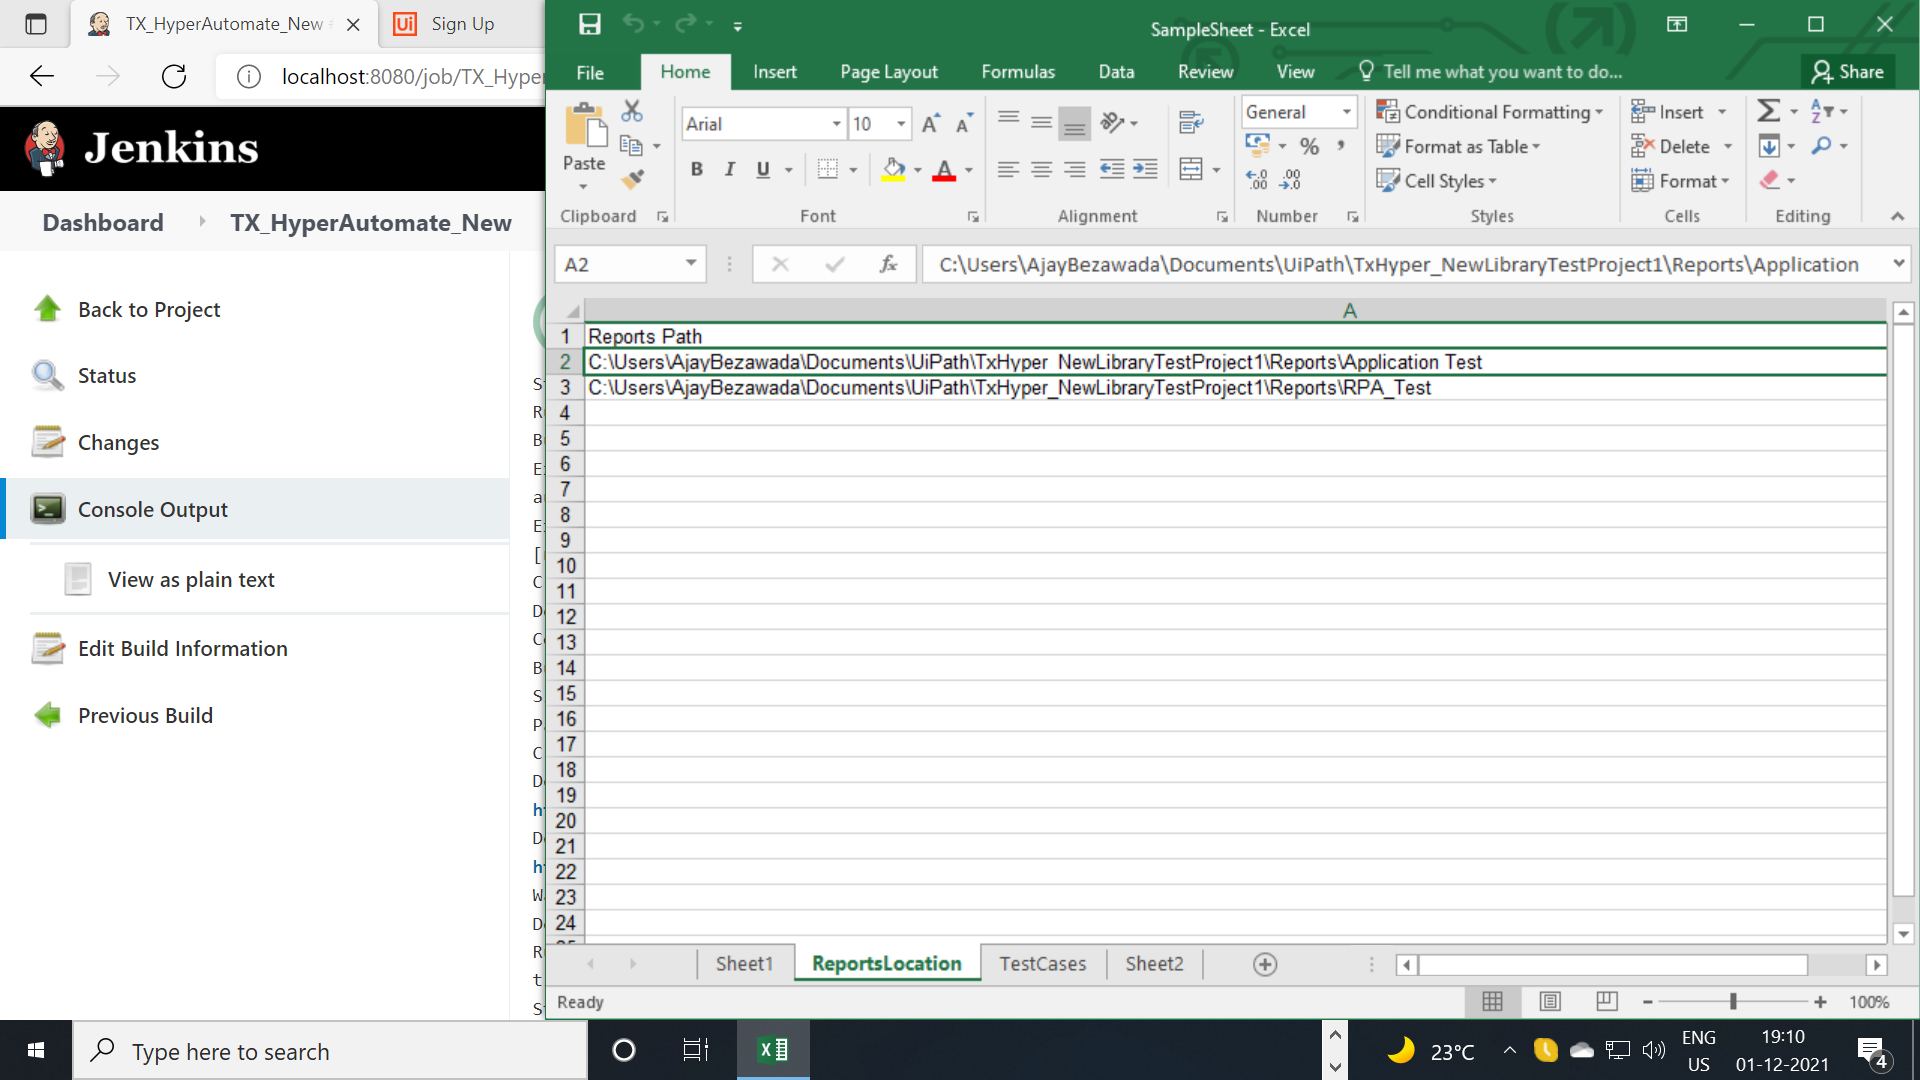 TX_HyperAutomate_New
Sign Up
localhost:8080/job/TX_Hyper
Jenkins
Dashboard
TX_HyperAutomate_New
Back to Project
Status
Changes
Console Output
View as plain text
Edit Build Information
Previous Build
SampleSheet - Excel
File Home Insert Page Layout Formulas Data Review View Tell me what you want to do... Share
Paste
Clipboard
Arial 10
B I U
Font
Alignment
General
% ,
Number
Conditional Formatting
Format as Table
Cell Styles
Styles
Insert
Delete
Format
Cells
Editing
A2
fx
C:\Users\AjayBezawada\Documents\UiPath\TxHyper_NewLibraryTestProject1\Reports\Application
A
1 Reports Path
2 C:\Users\AjayBezawada\Documents\UiPath\TxHyper_NewLibraryTestProject1\Reports\Application Test
3 C:\Users\AjayBezawada\Documents\UiPath\TxHyper_NewLibraryTestProject1\Reports\RPA_Test
4
5
6
7
8
9
10
11
12
13
14
15
16
17
18
19
20
21
22
23
24
Sheet1 ReportsLocation TestCases Sheet2
Ready
100%
Type here to search
23°C
ENG
US
19:10
01-12-2021
4